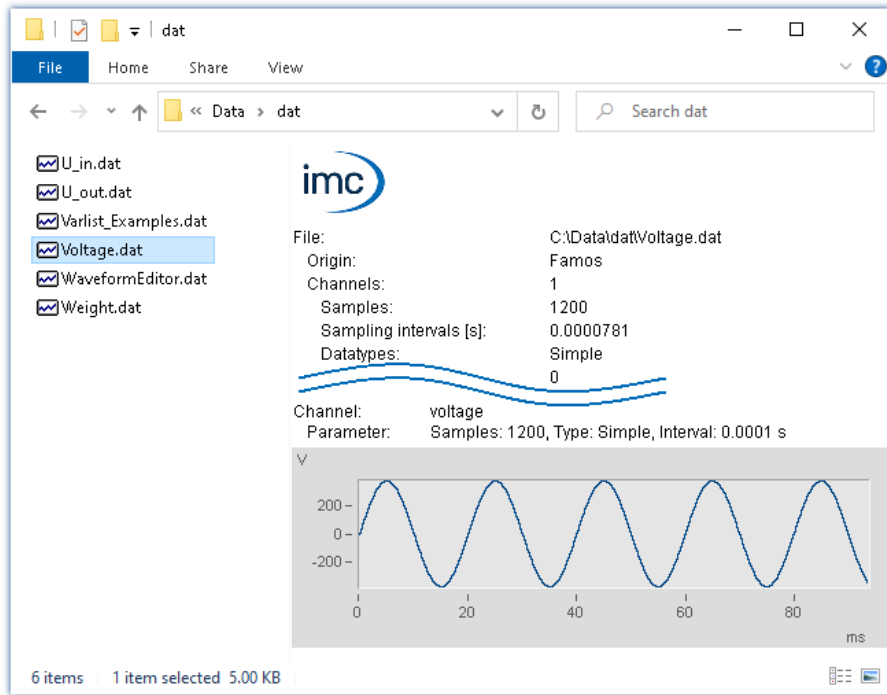 dat
File Home Share View
« Data > dat Search dat
U_in.dat
U_out.dat
Varlist_Examples.dat
Voltage.dat
WaveformEditor.dat
Weight.dat
imc
File: C:\Data\dat\Voltage.dat
Origin: Famos
Channels: 1
Samples: 1200
Sampling intervals [s]: 0.0000781
Datatypes: Simple
0
Channel: voltage
Parameter: Samples: 1200, Type: Simple, Interval: 0.0001 s
V
200
0
-200
0 20 40 60 80
ms
6 items 1 item selected 5.00 KB